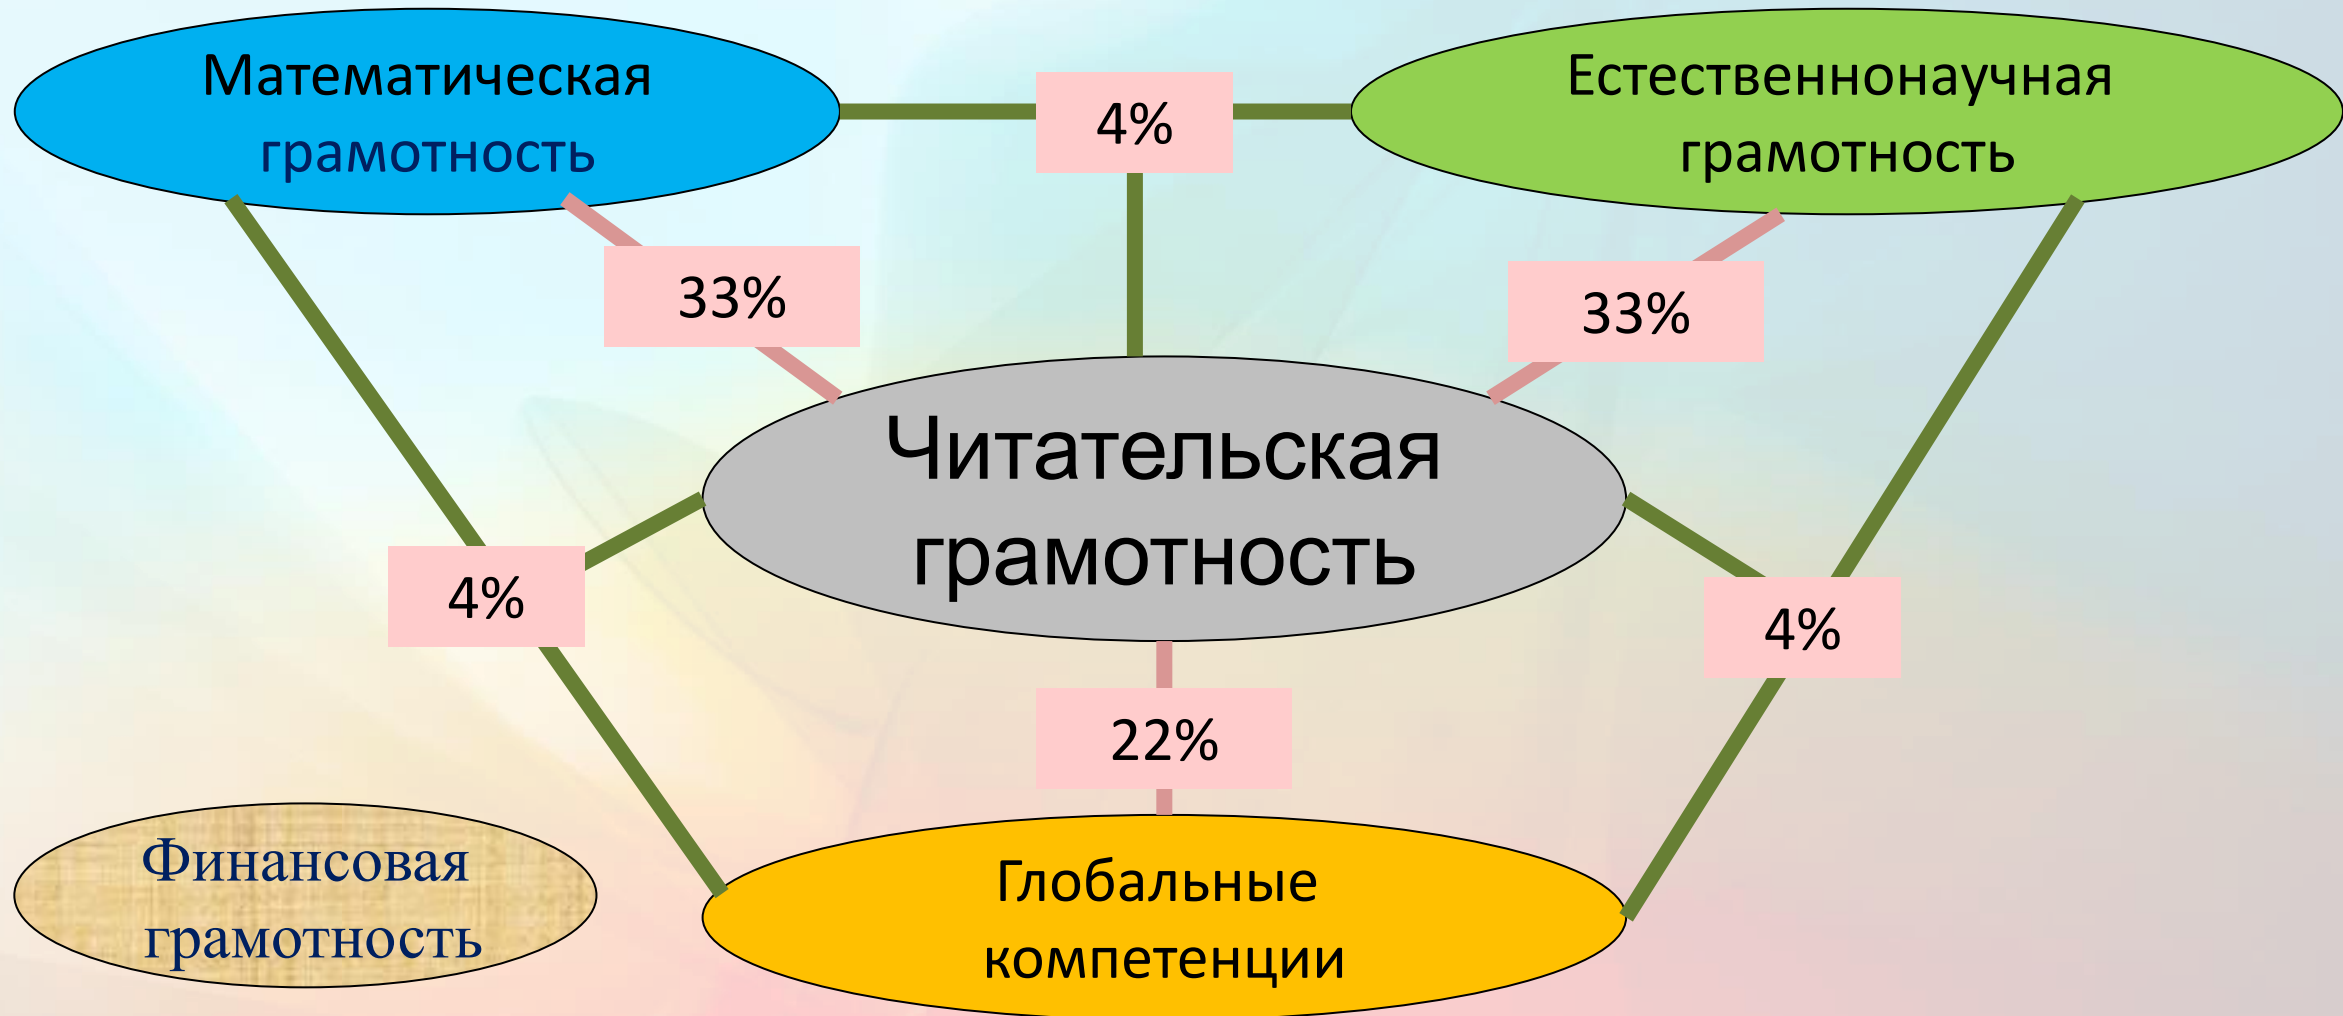 Математическая
грамотность
4%
Естественнонаучная
грамотность
33%
33%
Читательская
грамотность
4%
4%
22%
Финансовая
грамотность
Глобальные
компетенции